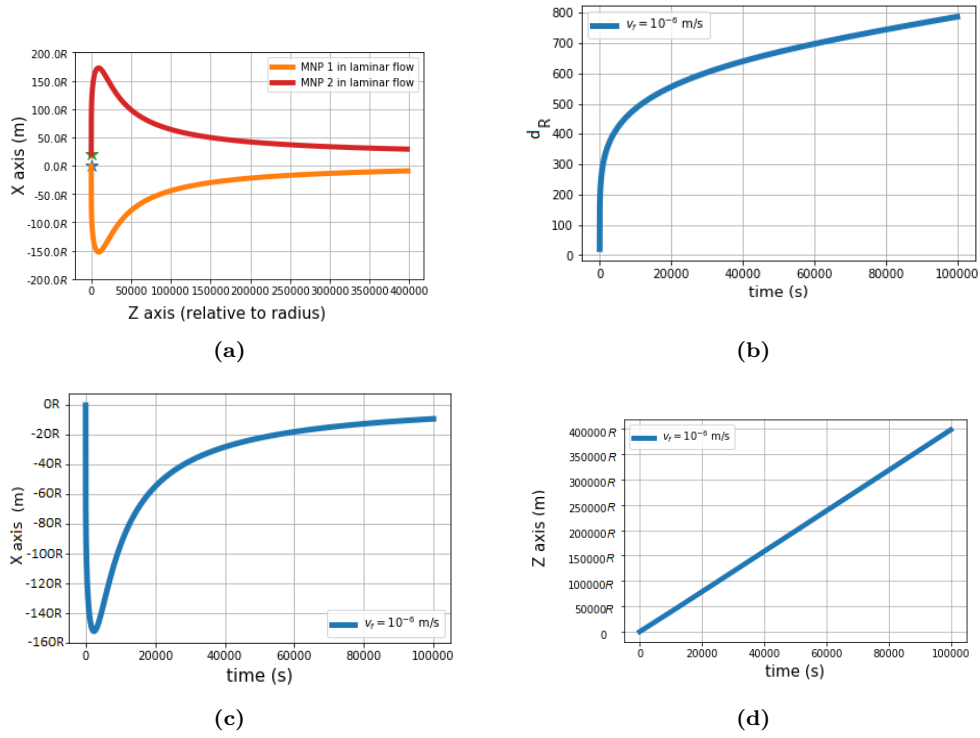 200.0R
150.0R
100.0R
50.0R
0.0R
-50.0R
-100.0R
-150.0R
-200.0R
X axis (m)
MNP 1 in laminar flow
MNP 2 in laminar flow
0 50000 100000 150000 200000 250000 300000 350000 400000
Z axis (relative to radius)
(a)
800
700
600
500
400
300
200
100
0
d_R
v_f = 10^{-6} m/s
0 20000 40000 60000 80000 100000
time (s)
(b)
0R
-20R
-40R
-60R
-80R
-100R
-120R
-140R
-160R
X axis (m)
v_f = 10^{-6} m/s
0 20000 40000 60000 80000 100000
time (s)
(c)
400000R
350000R
300000R
250000R
200000R
150000R
100000R
50000R
0
Z axis (m)
v_f = 10^{-6} m/s
0 20000 40000 60000 80000 100000
time (s)
(d)